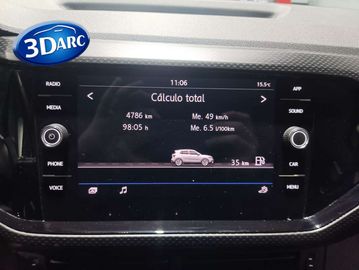 3DARC
11:06
15.5°C
RADIO
APP
Cálculo total
MEDIA
SOUND
4786 km
Me. 49 km/h
98:05 h
Me. 6.5 l/100km
PHONE
CAR
35 km
VOICE
MENU